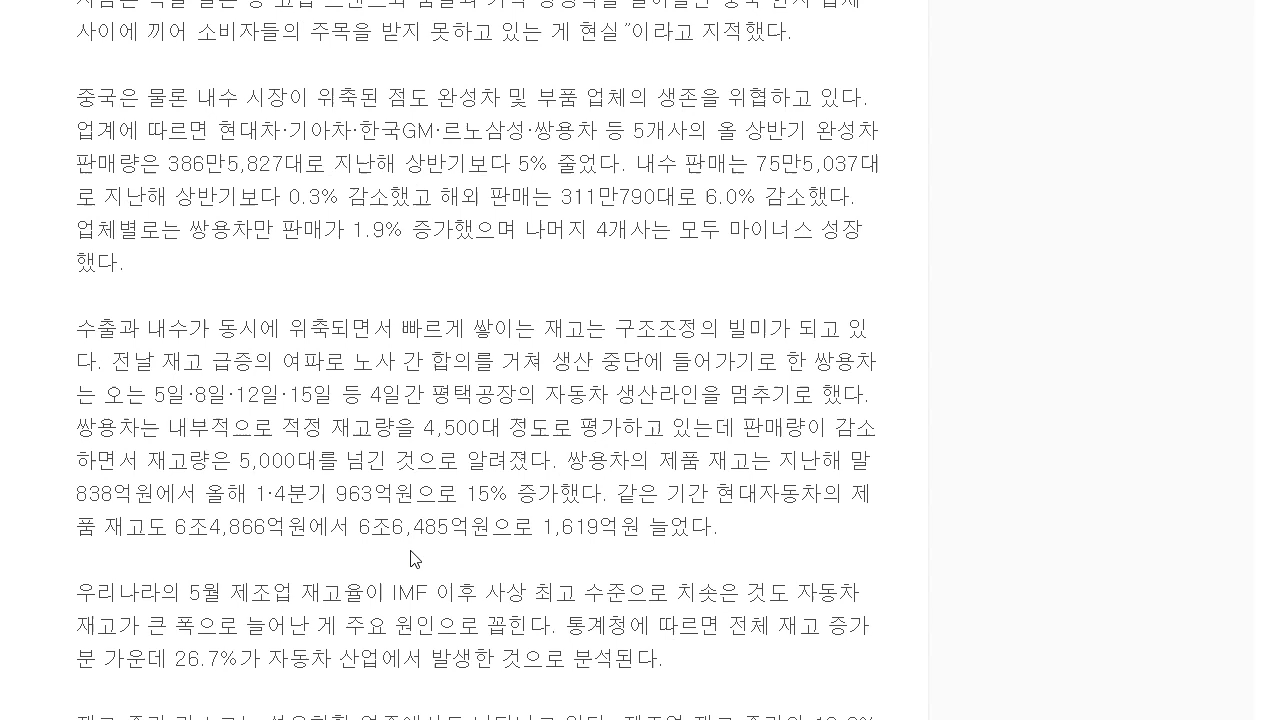 사이에 끼어 소비자들의 주목을 받지 못하고 있는 게 현실”이라고 지적했다.
중국은 물론 내수 시장이 위축된 점도 완성차 및 부품 업체의 생존을 위협하고 있다.
업계에 따르면 현대차·기아차·한국GM·르노삼성·쌍용차 등 5개사의 올 상반기 완성차
판매량은 386만5,827대로 지난해 상반기보다 5% 줄었다. 내수 판매는 75만5,037대
로 지난해 상반기보다 0.3% 감소했고 해외 판매는 311만790대로 6.0% 감소했다.
업체별로는 쌍용차만 판매가 1.9% 증가했으며 나머지 4개사는 모두 마이너스 성장
했다.
수출과 내수가 동시에 위축되면서 빠르게 쌓이는 재고는 구조조정의 빌미가 되고 있
다. 전날 재고 급증의 여파로 노사 간 합의를 거쳐 생산 중단에 들어가기로 한 쌍용차
는 오는 5일·8일·12일·15일 등 4일간 평택공장의 자동차 생산라인을 멈추기로 했다.
쌍용차는 내부적으로 적정 재고량을 4,500대 정도로 평가하고 있는데 판매량이 감소
하면서 재고량은 5,000대를 넘긴 것으로 알려졌다. 쌍용차의 제품 재고는 지난해 말
838억원에서 올해 1·4분기 963억원으로 15% 증가했다. 같은 기간 현대자동차의 제
품 재고도 6조4,866억원에서 6조6,485억원으로 1,619억원 늘었다.
우리나라의 5월 제조업 재고율이 IMF 이후 사상 최고 수준으로 치솟은 것도 자동차
재고가 큰 폭으로 늘어난 게 주요 원인으로 꼽힌다. 통계청에 따르면 전체 재고 증가
분 가운데 26.7%가 자동차 산업에서 발생한 것으로 분석된다.